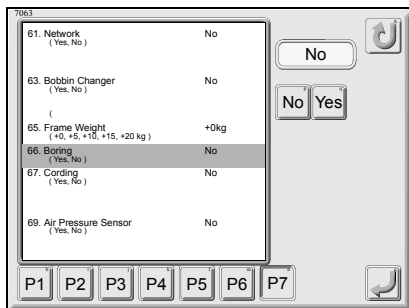 7063
61. Network No
( Yes, No )
No
63. Bobbin Changer No
( Yes, No )
No Yes
(
65. Frame Weight +0kg
( +0, +5, +10, +15, +20 kg )
66. Boring No
( Yes, No )
67. Cording No
( Yes, No )
69. Air Pressure Sensor No
( Yes, No )
P1 P2 P3 P4 P5 P6 P7